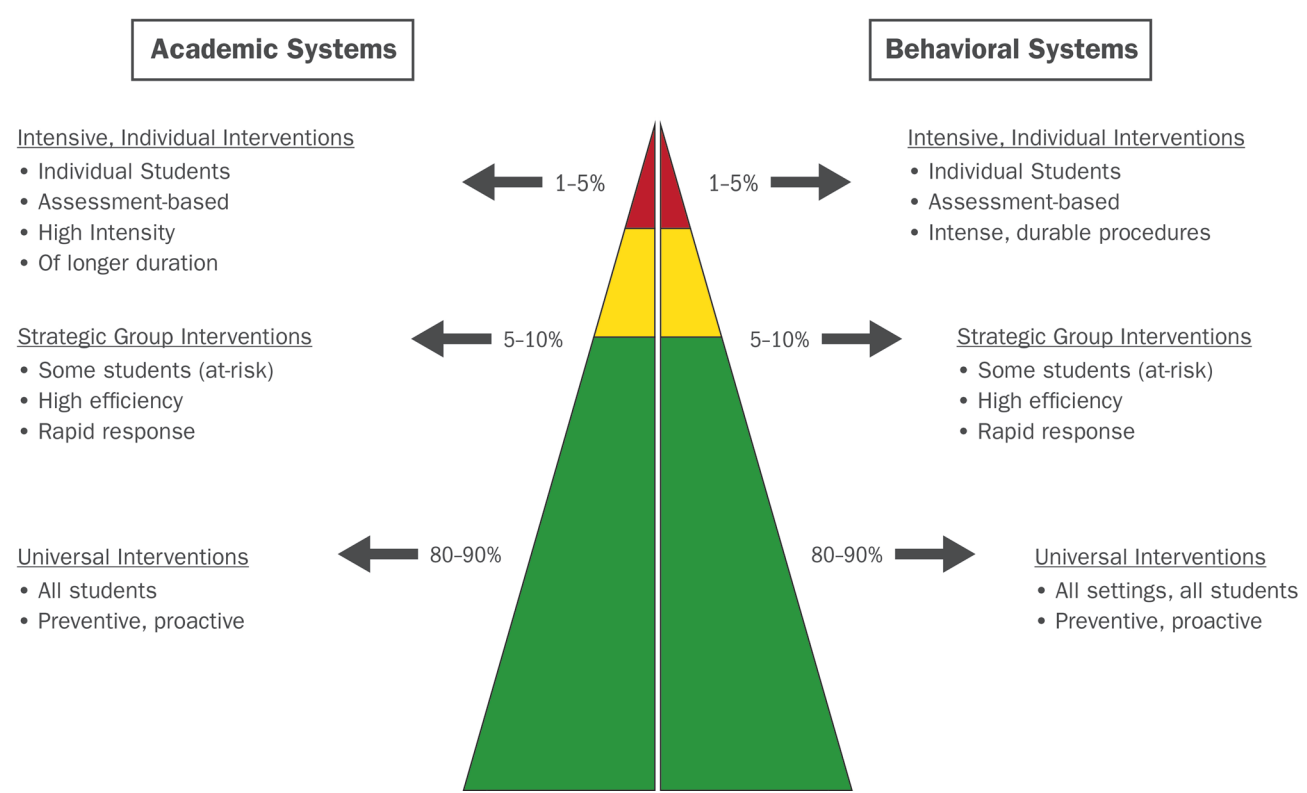 Academic Systems
Intensive, Individual Interventions
• Individual Students
• Assessment-based
• High Intensity
• Of longer duration
1–5%
Strategic Group Interventions
• Some students (at-risk)
• High efficiency
• Rapid response
5–10%
Universal Interventions
• All students
• Preventive, proactive
80–90%
Behavioral Systems
1–5%
Intensive, Individual Interventions
• Individual Students
• Assessment-based
• Intense, durable procedures
5–10%
Strategic Group Interventions
• Some students (at-risk)
• High efficiency
• Rapid response
80–90%
Universal Interventions
• All settings, all students
• Preventive, proactive